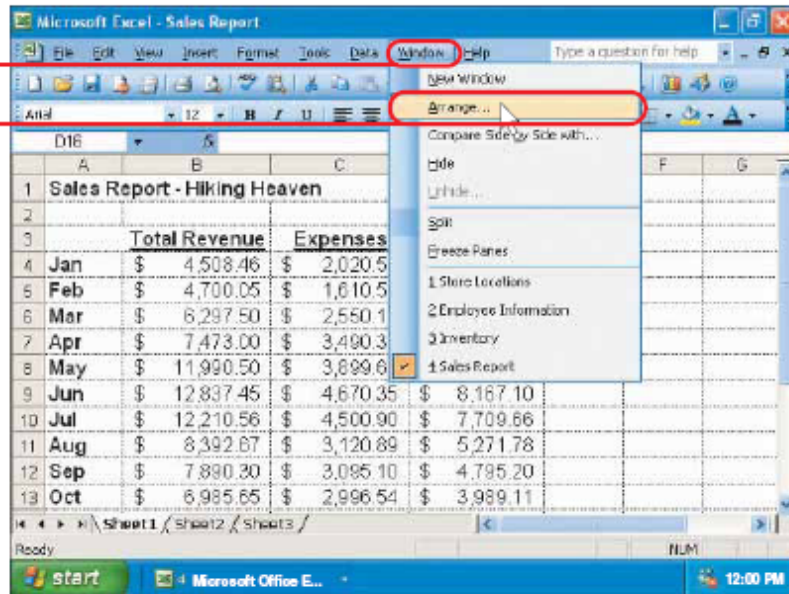 Microsoft Excel - Sales Report
File Edit View Insert Format Tools Data Window Help Type a question for help
New Window
Arial 12 B I U Arrange...
D16 Compare Side by Side with...
A B C Hide F G
1 Sales Report - Hiking Heaven Unhide...
2 Split
3 Total Revenue Expenses Freeze Panes
4 Jan $ 4,508.46 $ 2,020.5 1 Store Locations
5 Feb $ 4,700.05 $ 1,610.5 2 Employee Information
6 Mar $ 6,297.50 $ 2,550.1
7 Apr $ 7,473.00 $ 3,490.3 3 Inventory
8 May $ 11,990.50 $ 3,899.6 4 Sales Report
9 Jun $ 12,837.45 $ 4,670.35 $ 8,167.10
10 Jul $ 12,210.56 $ 4,500.90 $ 7,709.66
11 Aug $ 8,392.67 $ 3,120.89 $ 5,271.78
12 Sep $ 7,890.30 $ 3,095.10 $ 4,795.20
13 Oct $ 6,985.65 $ 2,996.54 $ 3,989.11
Sheet1 Sheet2 Sheet3
Ready NUM
start 4 Microsoft Office E... 12:00 PM